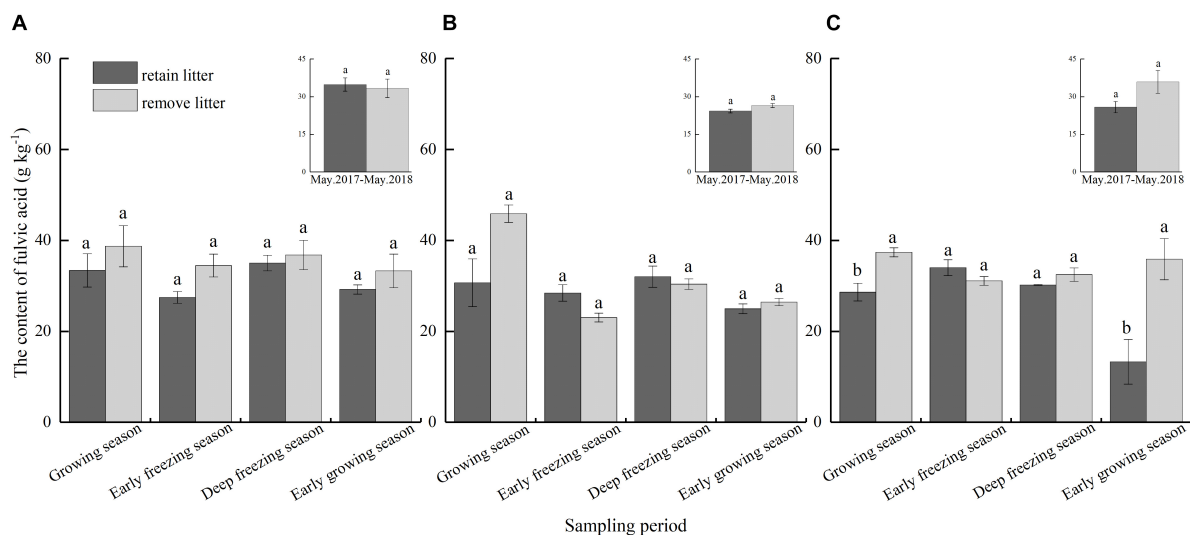 A
B
C
The content of fulvic acid (g kg⁻¹)
retain litter
remove litter
80
60
40
20
0
a a a a a a a a
45
30
15
0
a a
May.2017-May.2018
Growing season
Early freezing season
Deep freezing season
Early growing season
80
60
40
20
0
a a a a a a a a
45
30
15
0
a a
May.2017-May.2018
Growing season
Early freezing season
Deep freezing season
Early growing season
80
60
40
20
0
b a a a a a b a
45
30
15
0
a a
May.2017-May.2018
Growing season
Early freezing season
Deep freezing season
Early growing season
Sampling period